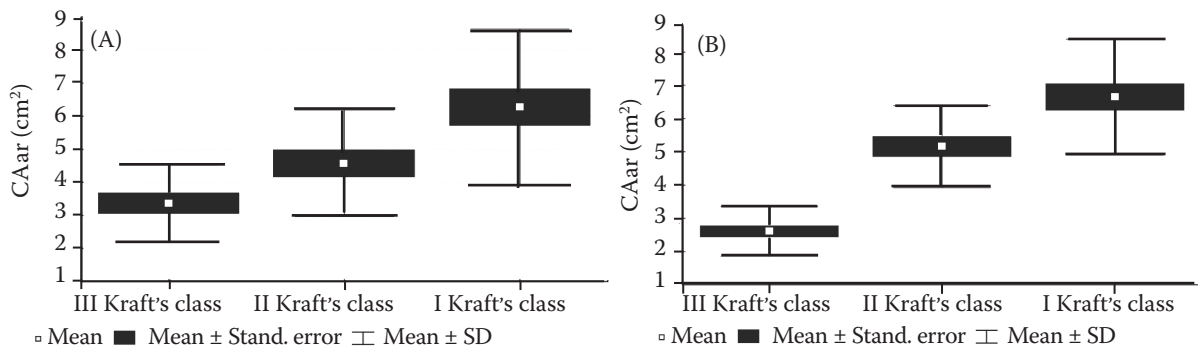 (A)
CAar (cm²)
9
8
7
6
5
4
3
2
1
III Kraft's class II Kraft's class I Kraft's class
Mean Mean ± Stand. error Mean ± SD
(B)
CAar (cm²)
9
8
7
6
5
4
3
2
1
III Kraft's class II Kraft's class I Kraft's class
Mean Mean ± Stand. error Mean ± SD